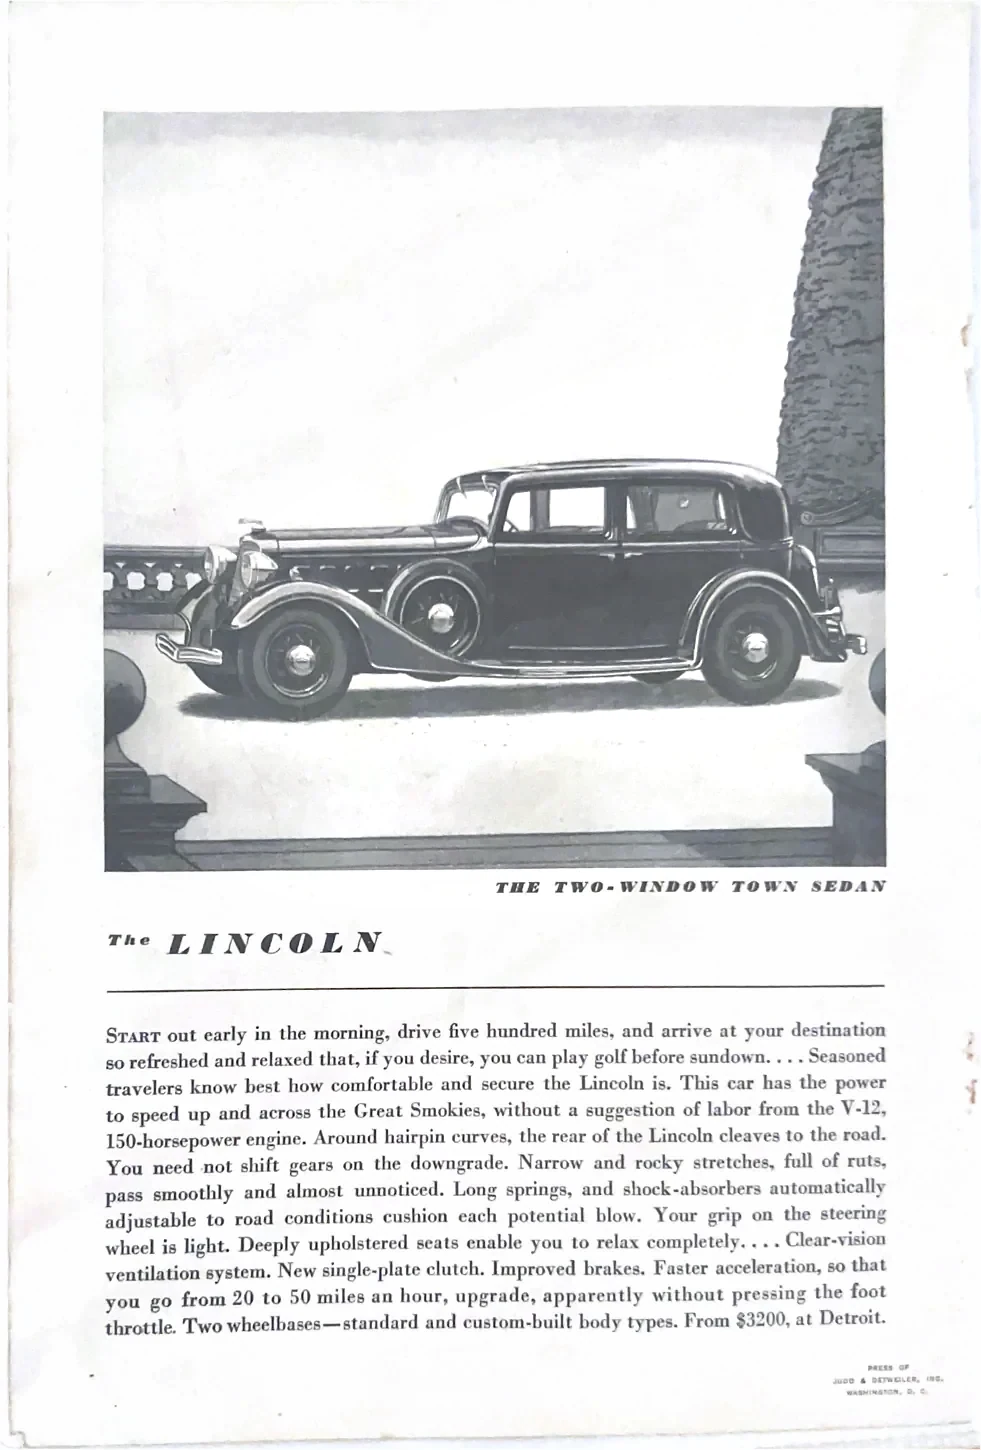 THE TWO-WINDOW TOWN SEDAN
The LINCOLN
START out early in the morning, drive five hundred miles, and arrive at your destination
so refreshed and relaxed that, if you desire, you can play golf before sundown. . . . Seasoned
travelers know best how comfortable and secure the Lincoln is. This car has the power
to speed up and across the Great Smokies, without a suggestion of labor from the V-12,
150-horsepower engine. Around hairpin curves, the rear of the Lincoln cleaves to the road.
You need not shift gears on the downgrade. Narrow and rocky stretches, full of ruts,
pass smoothly and almost unnoticed. Long springs, and shock-absorbers automatically
adjustable to road conditions cushion each potential blow. Your grip on the steering
wheel is light. Deeply upholstered seats enable you to relax completely. . . . Clear-vision
ventilation system. New single-plate clutch. Improved brakes. Faster acceleration, so that
you go from 20 to 50 miles an hour, upgrade, apparently without pressing the foot
throttle. Two wheelbases—standard and custom-built body types. From $3200, at Detroit.
PRESS OF
JUDD & DETWEILER, INC.
WASHINGTON, D. C.